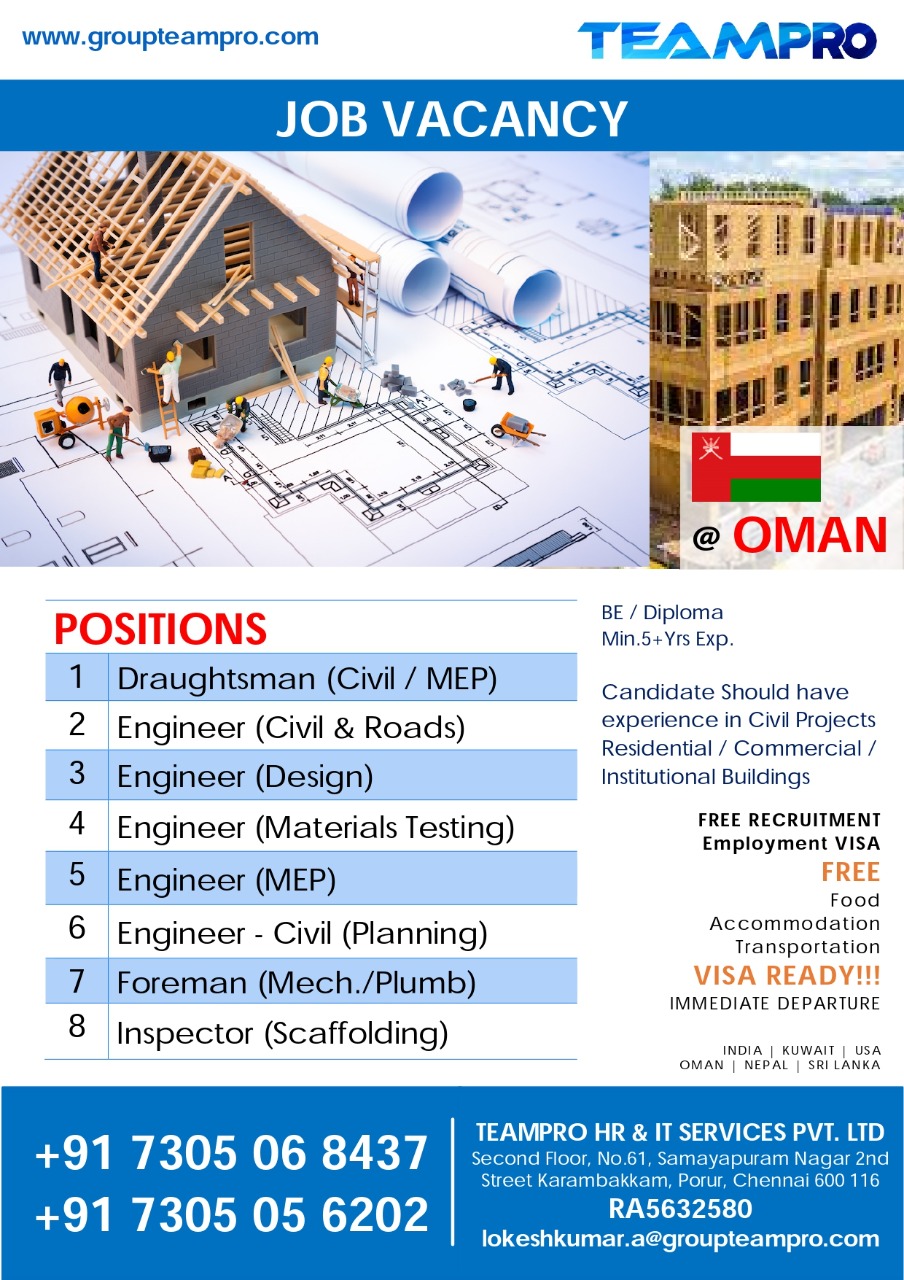 www.groupteampro.com
TEAMPRO
JOB VACANCY
@ OMAN
POSITIONS
1 Draughtsman (Civil / MEP)
2 Engineer (Civil & Roads)
3 Engineer (Design)
4 Engineer (Materials Testing)
5 Engineer (MEP)
6 Engineer - Civil (Planning)
7 Foreman (Mech./Plumb)
8 Inspector (Scaffolding)
BE / Diploma
Min.5+Yrs Exp.
Candidate Should have
experience in Civil Projects
Residential / Commercial /
Institutional Buildings
FREE RECRUITMENT
Employment VISA
FREE
Food
Accommodation
Transportation
VISA READY!!!
IMMEDIATE DEPARTURE
INDIA | KUWAIT | USA
OMAN | NEPAL | SRI LANKA
+91 7305 06 8437
+91 7305 05 6202
TEAMPRO HR & IT SERVICES PVT. LTD
Second Floor, No.61, Samayapuram Nagar 2nd
Street Karambakkam, Porur, Chennai 600 116
RA5632580
lokeshkumar.a@groupteampro.com